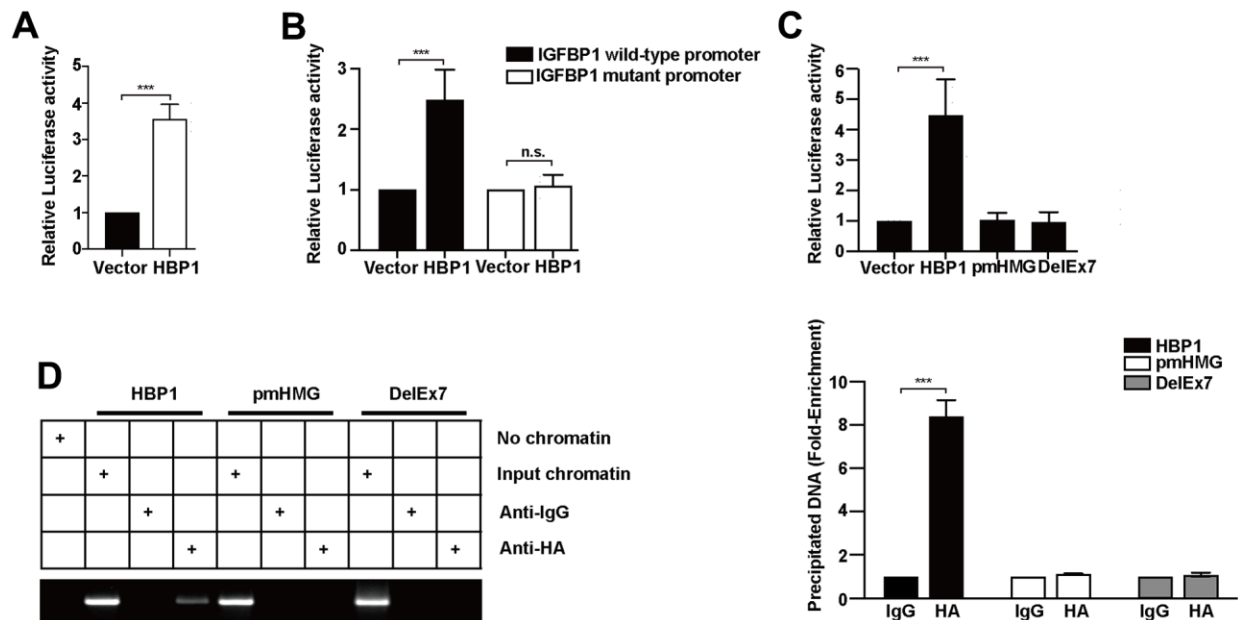 A
Relative Luciferase activity
5
4
3
2
1
0
***
Vector HBP1
B
Relative Luciferase activity
3
2
1
0
***
n.s.
Vector HBP1
Vector HBP1
IGFBP1 wild-type promoter
IGFBP1 mutant promoter
C
Relative Luciferase activity
6
5
4
3
2
1
0
***
Vector HBP1 pmHMG DelEx7
D
HBP1 pmHMG DelEx7
+ No chromatin
+ + + Input chromatin
+ + + Anti-IgG
+ + + Anti-HA
Precipitated DNA (Fold-Enrichment)
10
8
6
4
2
0
***
IgG HA IgG HA IgG HA
HBP1
pmHMG
DelEx7